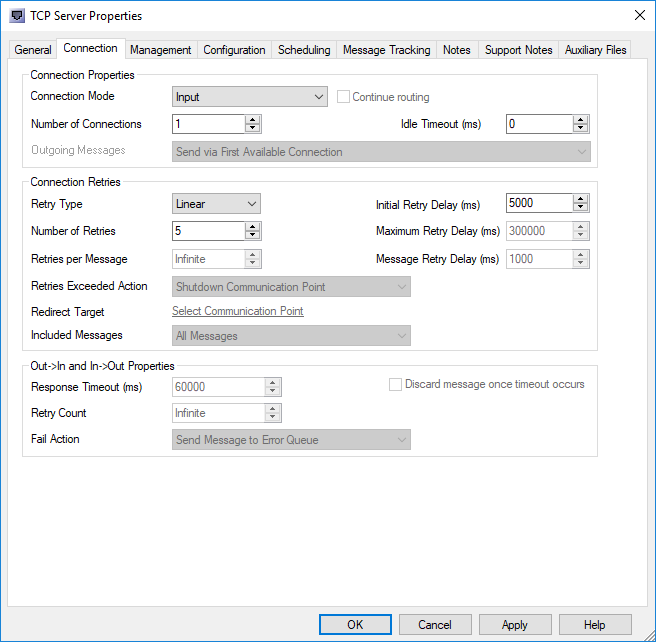 TCP Server Properties
General Connection Management Configuration Scheduling Message Tracking Notes Support Notes Auxiliary Files
Connection Properties
Connection Mode Input Continue routing
Number of Connections 1 Idle Timeout (ms) 0
Outgoing Messages Send via First Available Connection
Connection Retries
Retry Type Linear Initial Retry Delay (ms) 5000
Number of Retries 5 Maximum Retry Delay (ms) 300000
Retries per Message Infinite Message Retry Delay (ms) 1000
Retries Exceeded Action Shutdown Communication Point
Redirect Target Select Communication Point
Included Messages All Messages
Out->In and In->Out Properties
Response Timeout (ms) 60000 Discard message once timeout occurs
Retry Count Infinite
Fail Action Send Message to Error Queue
OK Cancel Apply Help